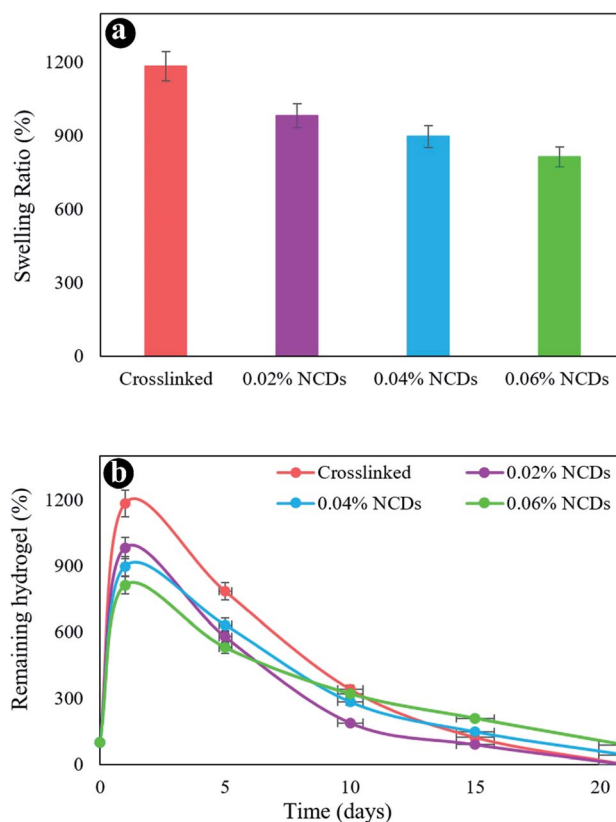 a
Swelling Ratio (%)
1200
900
600
300
0
Crosslinked 0.02% NCDs 0.04% NCDs 0.06% NCDs
b
Crosslinked 0.02% NCDs
0.04% NCDs 0.06% NCDs
Remaining hydrogel (%)
1200
900
600
300
0
0 5 10 15 20
Time (days)